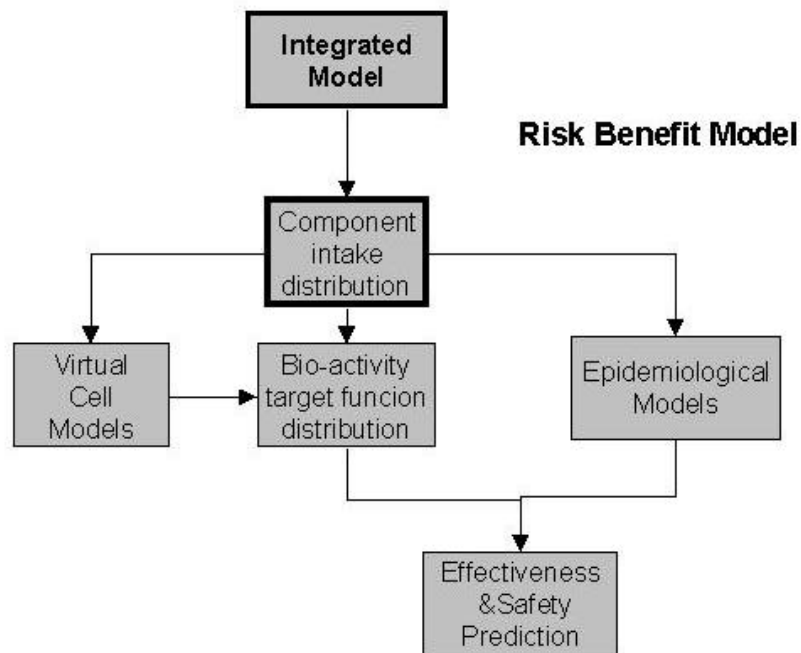 Integrated
Model
Risk Benefit Model
Component
intake
distribution
Virtual
Cell
Models
Bio-activity
target funcion
distribution
Epidemiological
Models
Effectiveness
&Safety
Prediction